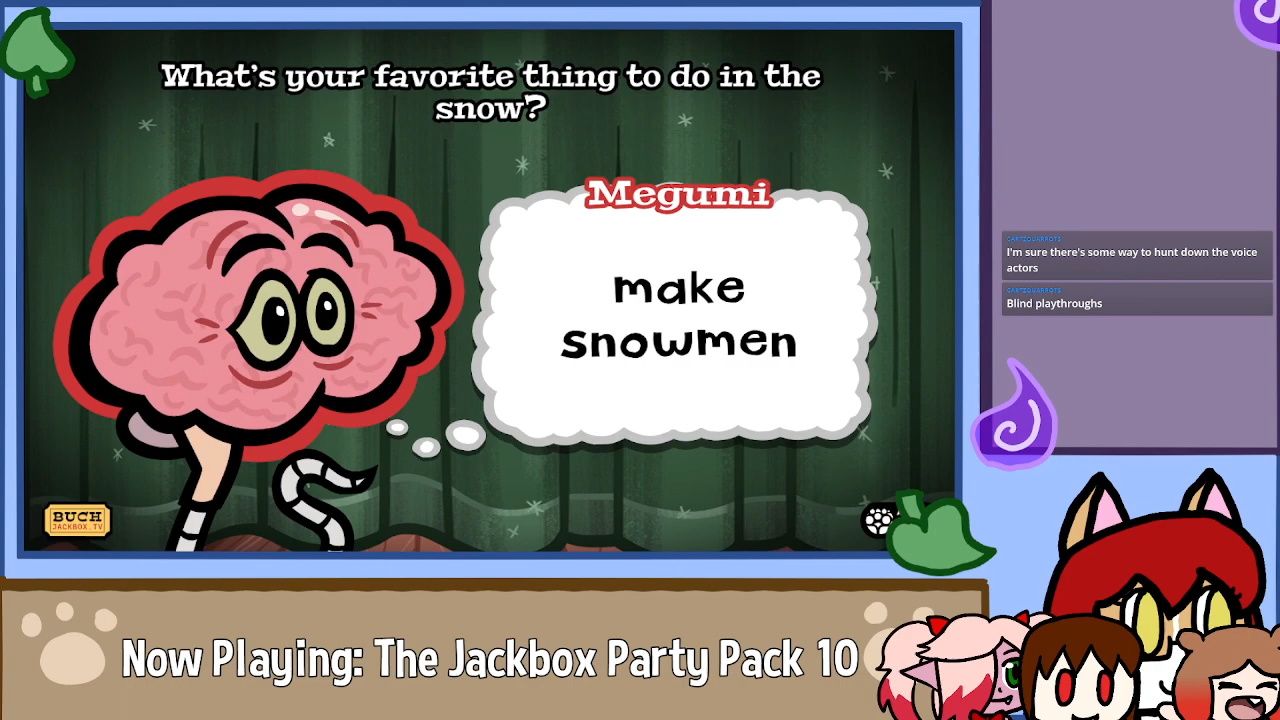 What's your favorite thing to do in the
snow?
Megumi
make
snowmen
BUCH
JACKBOX.TV
I'm sure there's some way to hunt down the voice
actors
Blind playthroughs
Now Playing: The Jackbox Party Pack 10